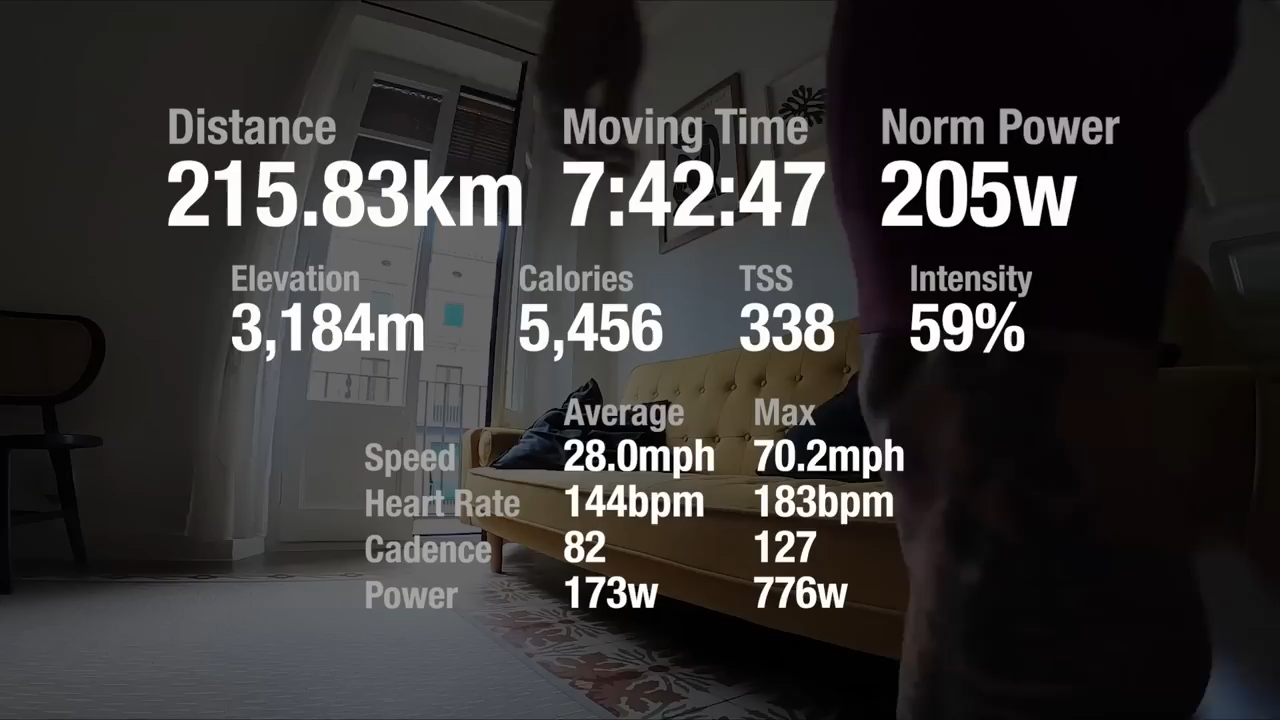 Distance Moving Time Norm Power
215.83km 7:42:47 205w
Elevation Calories TSS Intensity
3,184m 5,456 338 59%
Average Max
Speed 28.0mph 70.2mph
Heart Rate 144bpm 183bpm
Cadence 82 127
Power 173w 776w